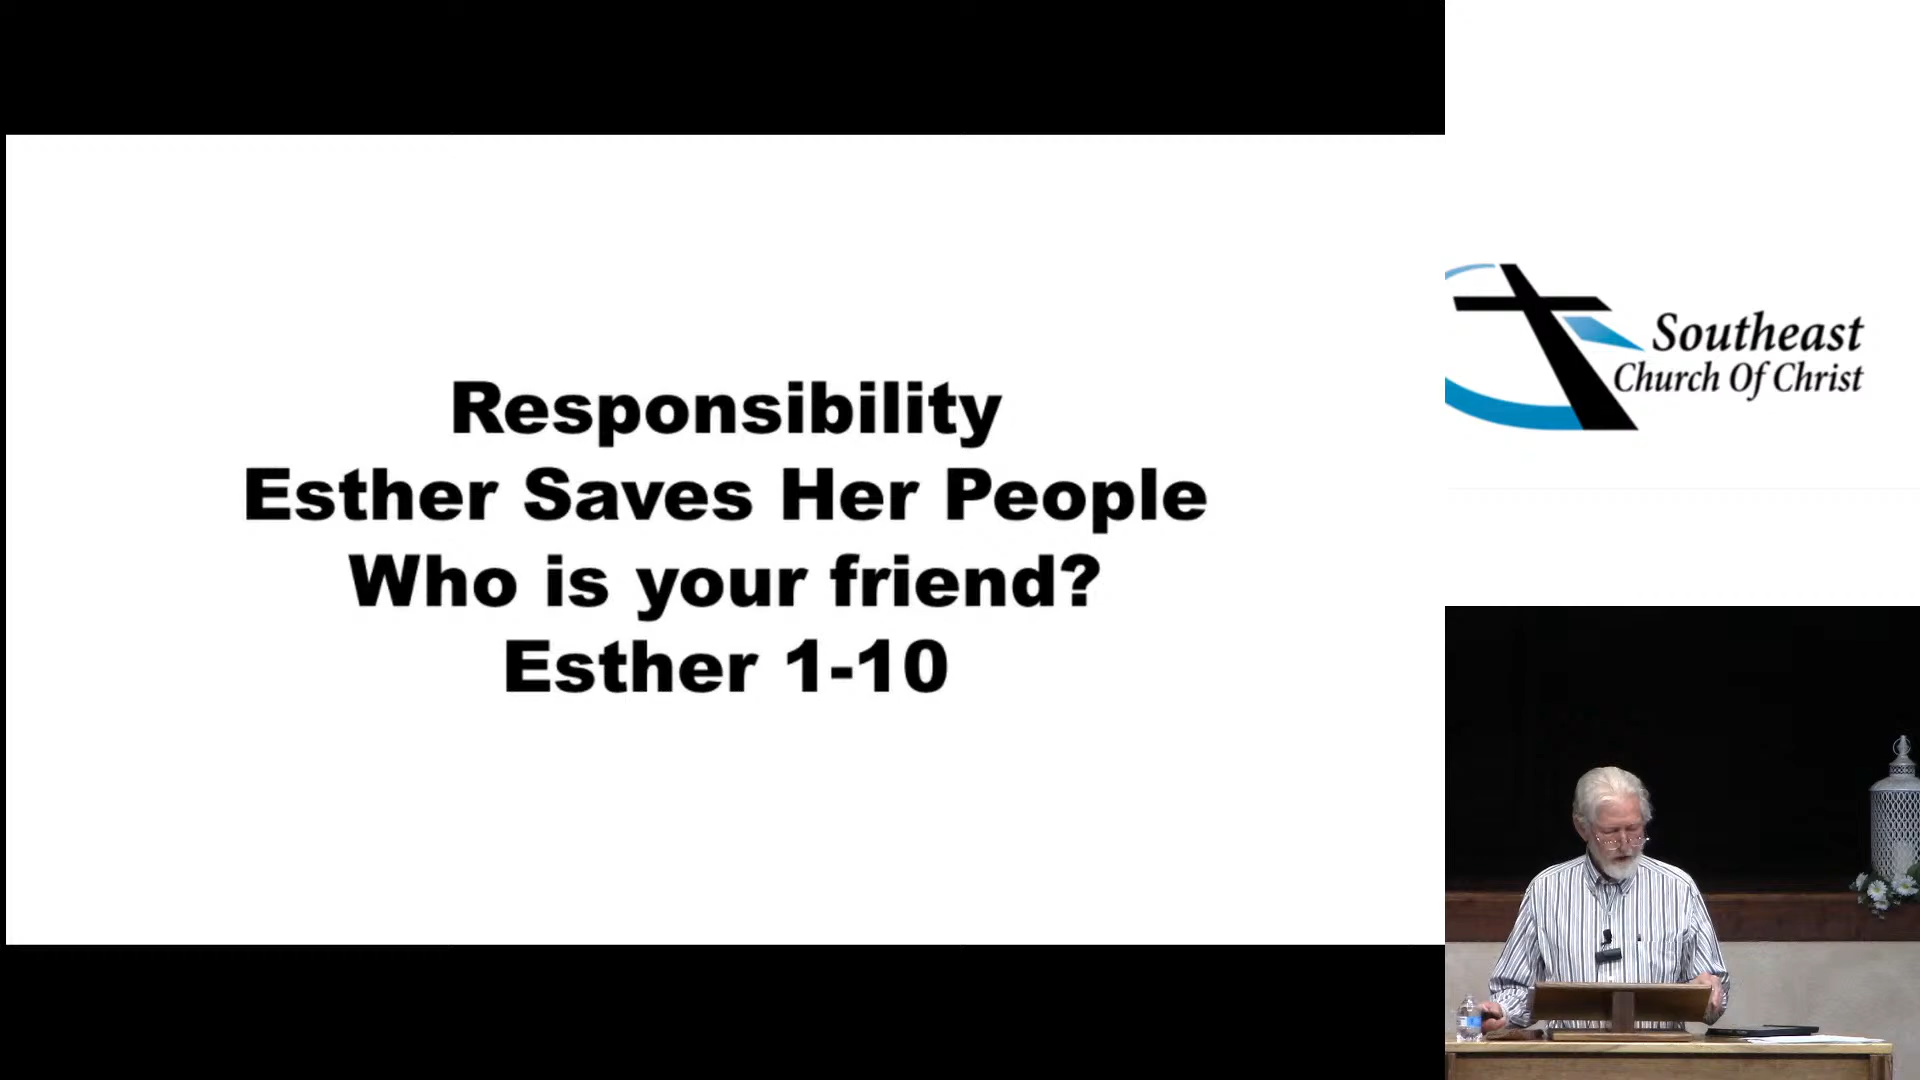 Responsibility
Esther Saves Her People
Who is your friend?
Esther 1-10
Southeast
Church Of Christ